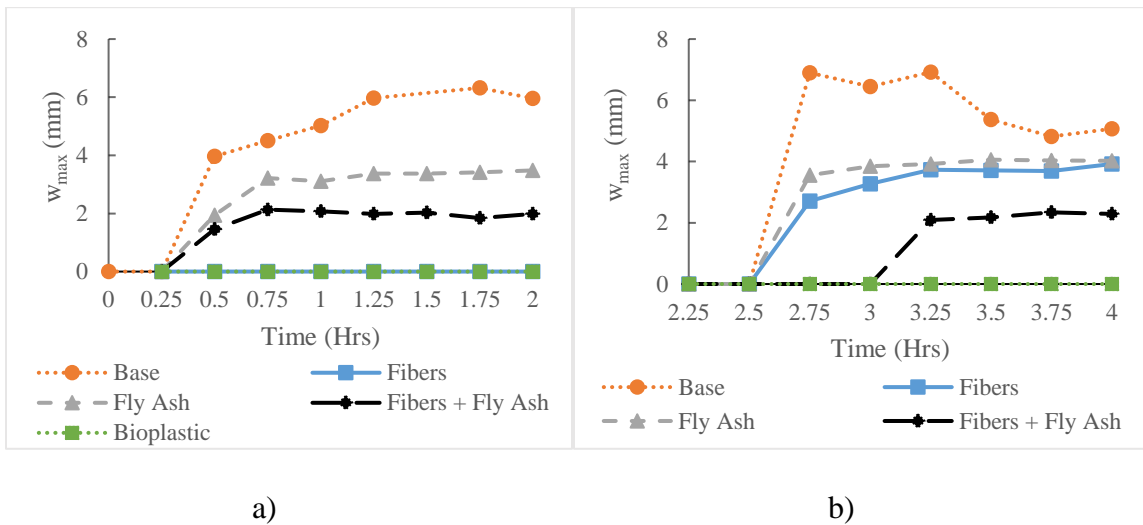 8
6
4
2
0
w_max (mm)
0 0.25 0.5 0.75 1 1.25 1.5 1.75 2
Time (Hrs)
Base Fibers
Fly Ash Fibers + Fly Ash
Bioplastic
a)
8
6
4
2
0
w_max (mm)
2.25 2.5 2.75 3 3.25 3.5 3.75 4
Time (Hrs)
Base Fibers
Fly Ash Fibers + Fly Ash
b)